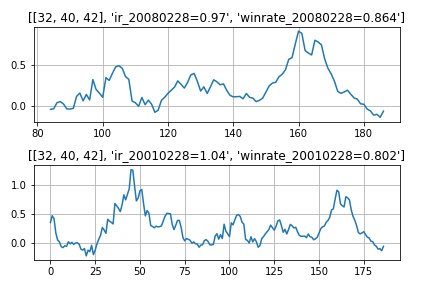 [[32, 40, 42], 'ir_20080228=0.97', 'winrate_20080228=0.864']
0.5
0.0
80 100 120 140 160 180
[[32, 40, 42], 'ir_20010228=1.04', 'winrate_20010228=0.802']
1.0
0.5
0.0
0 25 50 75 100 125 150 175